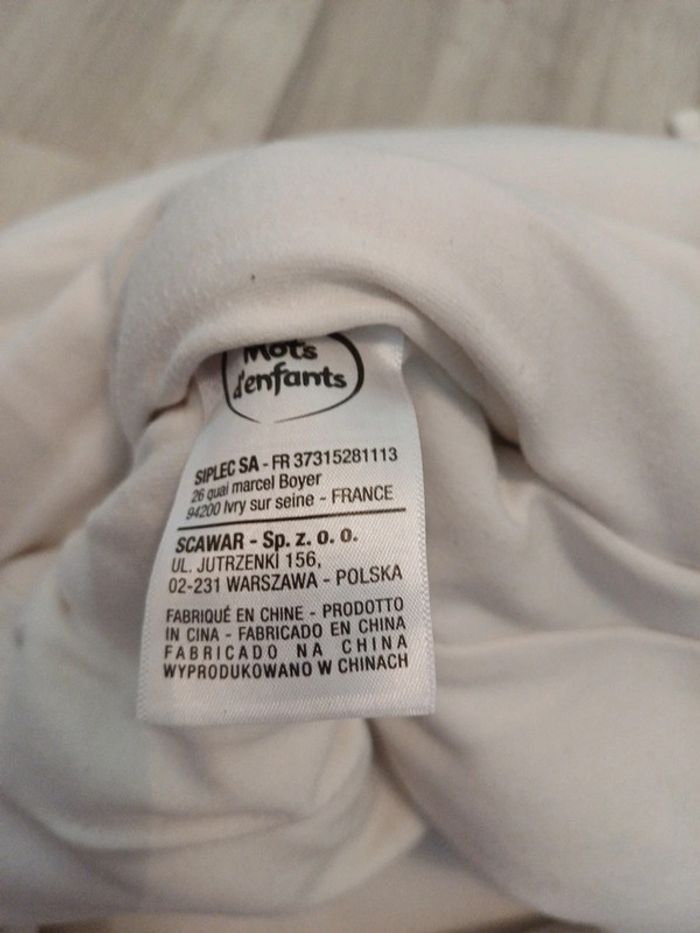 Mots
d'enfants
SIPLEC SA - FR 37315281113
26 quai marcel Boyer
94200 Ivry sur seine - FRANCE
SCAWAR - Sp. z. o. o.
UL. JUTRZENKI 156,
02-231 WARSZAWA - POLSKA
FABRIQUÉ EN CHINE - PRODOTTO
IN CINA - FABRICADO EN CHINA
FABRICADO NA CHINA
WYPRODUKOWANO W CHINACH